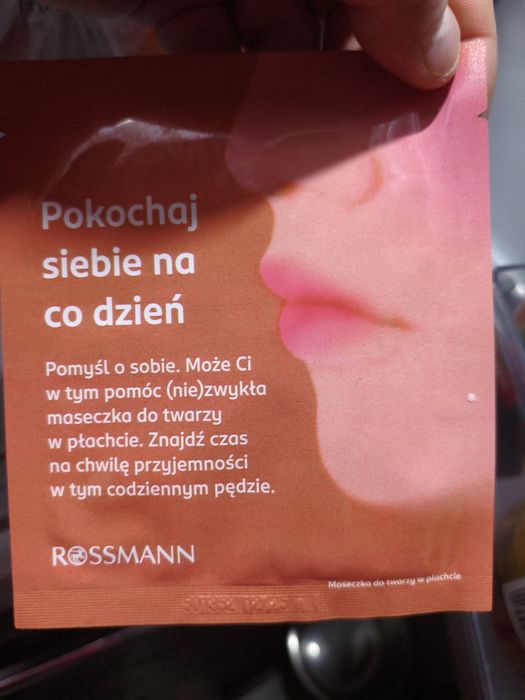 Pokochaj
siebie na
co dzień
Pomyśl o sobie. Może Ci
w tym pomóc (nie)zwykła
maseczka do twarzy
w płachcie. Znajdź czas
na chwilę przyjemności
w tym codziennym pędzie.
ROSSMANN
Maseczka do twarzy w płachcie